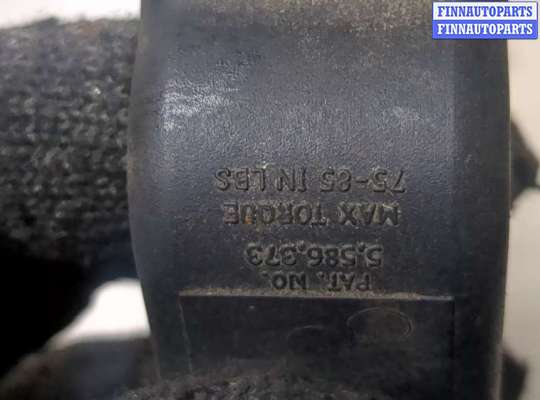 FINNAUTOPARTS
FINNAUTOPARTS
PAT. NO.
5,586,373
MAX TORQUE
75-85 IN LBS